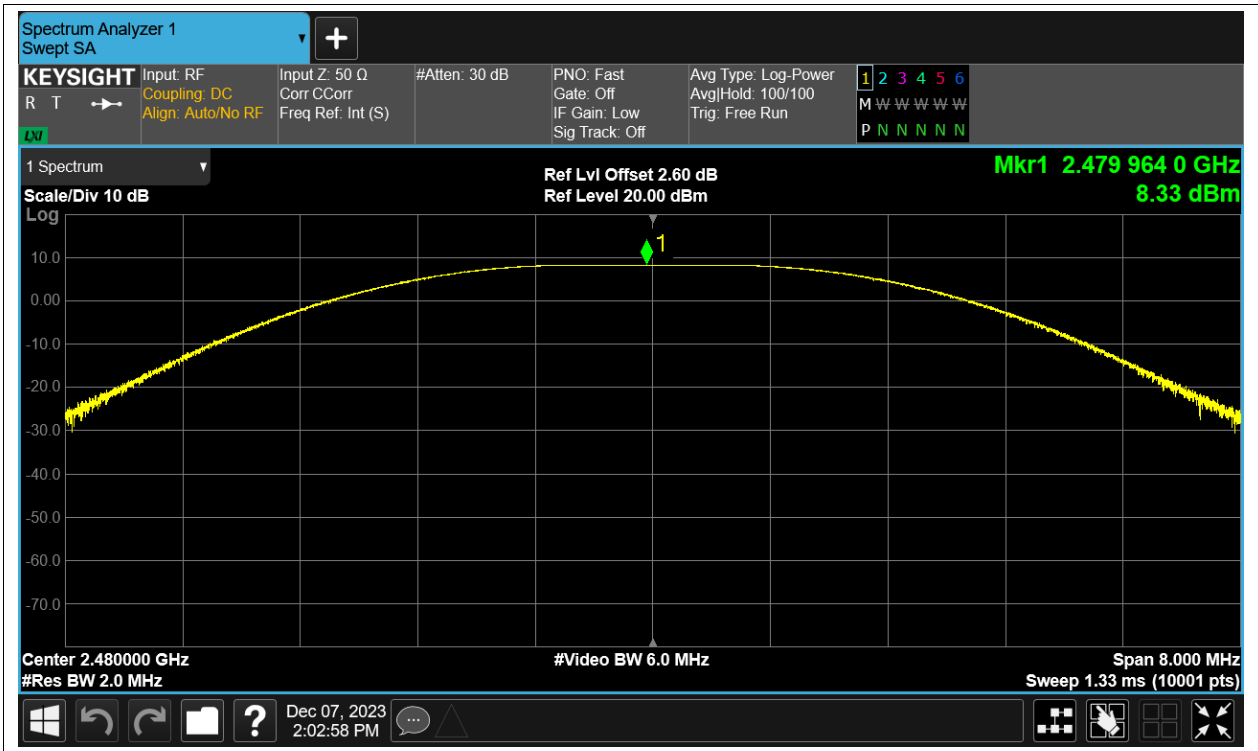 Spectrum Analyzer 1
Swept SA
KEYSIGHT
R T
LXI
Input: RF
Coupling: DC
Align: Auto/No RF
Input Z: 50 Ω
Corr CCorr
Freq Ref: Int (S)
#Atten: 30 dB
PNO: Fast
Gate: Off
IF Gain: Low
Sig Track: Off
Avg Type: Log-Power
Avg|Hold: 100/100
Trig: Free Run
1 2 3 4 5 6
M W W W W W
P N N N N N
1 Spectrum
Scale/Div 10 dB
Log
Ref Lvl Offset 2.60 dB
Ref Level 20.00 dBm
Mkr1 2.479 964 0 GHz
8.33 dBm
1
10.0
0.00
-10.0
-20.0
-30.0
-40.0
-50.0
-60.0
-70.0
Center 2.480000 GHz
#Res BW 2.0 MHz
#Video BW 6.0 MHz
Span 8.000 MHz
Sweep 1.33 ms (10001 pts)
?
Dec 07, 2023
2:02:58 PM